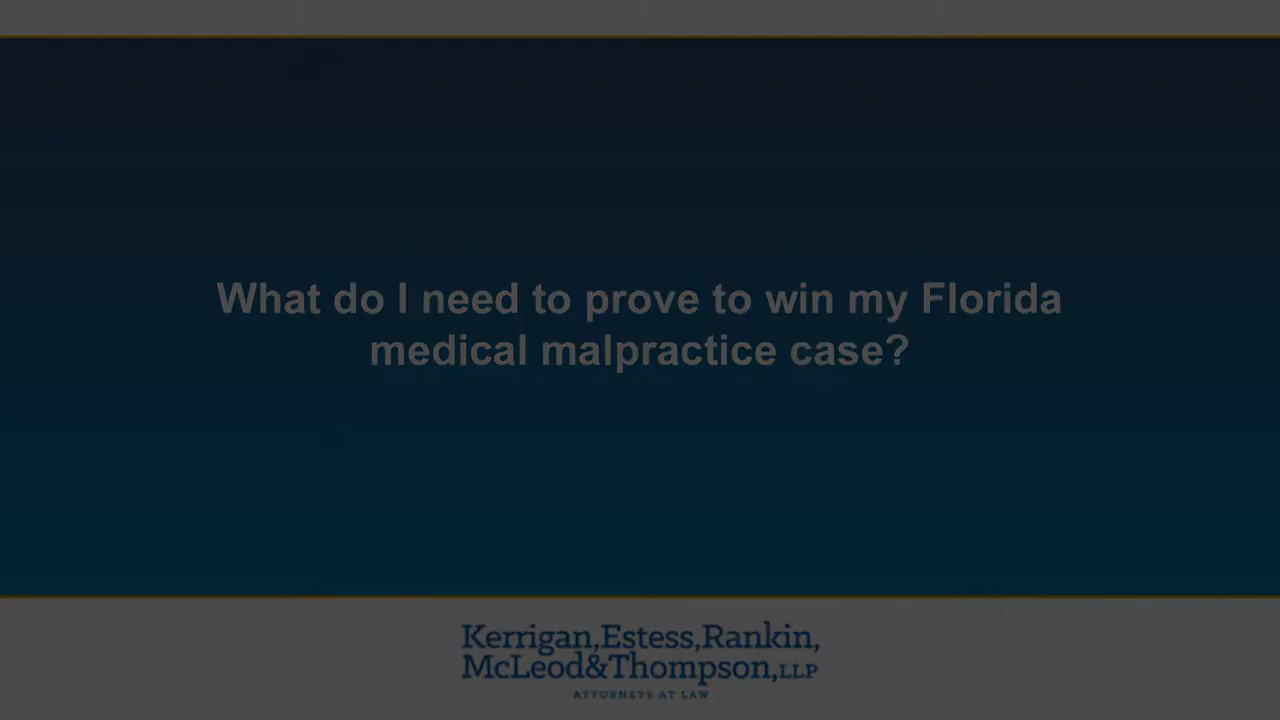 What do I need to prove to win my Florida
medical malpractice case?
Kerrigan,Estess,Rankin,
McLeod&Thompson,LLP
ATTORNEYS AT LAW